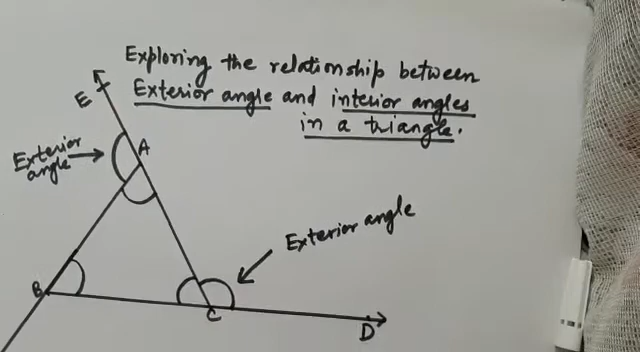 Exploring the relationship between
Exterior angle and interior angles
in a triangle.
E
A
Exterior
angle
Exterior angle
B
C
D